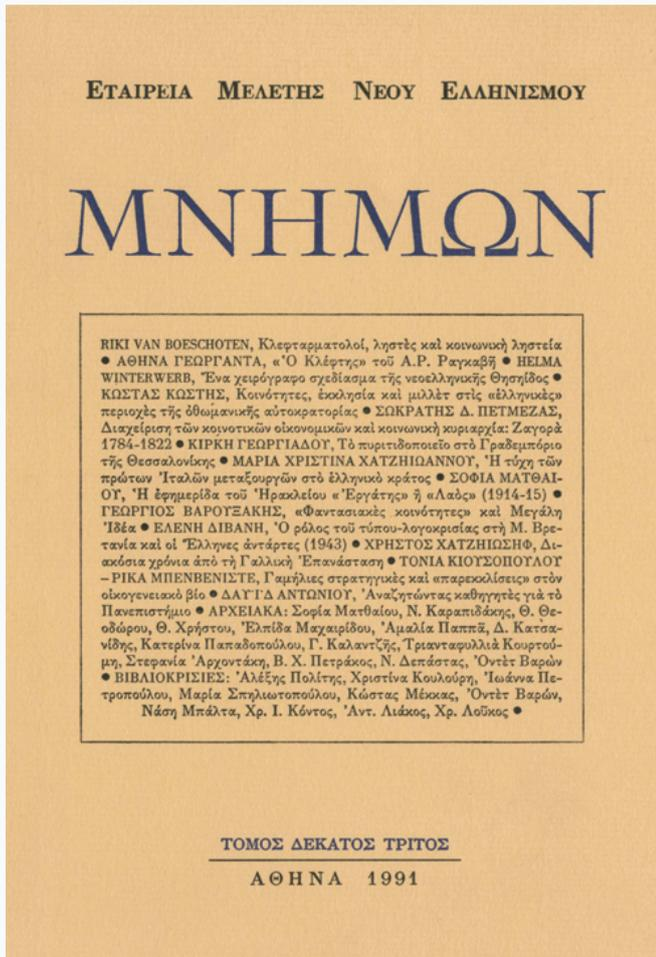 ΕΤΑΙΡΕΙΑ ΜΕΛΕΤΗΣ ΝΕΟΥ ΕΛΛΗΝΙΣΜΟΥ
ΜΝΗΜΩΝ
RIKI VAN BOESCHOTEN, Κλεφταρματολοί, ληστὲς καὶ κοινωνικὴ ληστεία
● ΑΘΗΝΑ ΓΕΩΡΓΑΝΤΑ, «Ὁ Κλέφτης» τοῦ Α.Ρ. Ραγκαβῆ ● HELMA
WINTERWERB, Ἕνα χειρόγραφο σχεδίασμα τῆς νεοελληνικῆς Θησηίδος ●
ΚΩΣΤΑΣ ΚΩΣΤΗΣ, Κοινότητες, ἐκκλησία καὶ μιλλὲτ στὶς «ἑλληνικὲς»
περιοχὲς τῆς ὀθωμανικῆς αὐτοκρατορίας ● ΣΩΚΡΑΤΗΣ Δ. ΠΕΤΜΕΖΑΣ,
Διαχείριση τῶν κοινοτικῶν οἰκονομικῶν καὶ κοινωνικὴ κυριαρχία: Ζαγορὰ
1784-1822 ● ΚΙΡΚΗ ΓΕΩΡΓΙΑΔΟΥ, Τὸ πυριτιδοποιεῖο στὸ Γραδεμπόριο
τῆς Θεσσαλονίκης ● ΜΑΡΙΑ ΧΡΙΣΤΙΝΑ ΧΑΤΖΗΙΩΑΝΝΟΥ, Ἡ τύχη τῶν
πρώτων Ἰταλῶν μεταξουργῶν στὸ ἑλληνικὸ κράτος ● ΣΟΦΙΑ ΜΑΤΘΑΙ-
ΟΥ, Ἡ ἐφημερίδα τοῦ Ἡρακλείου «Ἐργάτης» ἢ «Λαὸς» (1914-15) ●
ΓΕΩΡΓΙΟΣ ΒΑΡΟΥΞΑΚΗΣ, «Φαντασιακὲς κοινότητες» καὶ Μεγάλη
Ἰδέα ● ΕΛΕΝΗ ΔΙΒΑΝΗ, Ὁ ρόλος τοῦ τύπου-λογοκρισίας στὴ Μ. Βρε-
τανία καὶ οἱ Ἕλληνες ἀντάρτες (1943) ● ΧΡΗΣΤΟΣ ΧΑΤΖΗΙΩΣΗΦ, Δι-
ακόσια χρόνια ἀπὸ τὴ Γαλλικὴ Ἐπανάσταση ● ΤΟΝΙΑ ΚΙΟΥΣΟΠΟΥΛΟΥ
– ΡΙΚΑ ΜΠΕΝΒΕΝΙΣΤΕ, Γαμήλιες στρατηγικὲς καὶ «παρεκκλίσεις» στὸν
οἰκογενειακὸ βίο ● ΔΑΥΙΔ ΑΝΤΩΝΙΟΥ, Ἀναζητώντας καθηγητὲς γιὰ τὸ
Πανεπιστήμιο ● ΑΡΧΕΙΑΚΑ: Σοφία Ματθαίου, Ν. Καραπιδάκης, Θ. Θε-
οδώρου, Θ. Χρήστου, Ἐλπίδα Μαχαιρίδου, Ἀμαλία Παππᾶ, Δ. Κατσα-
νίδης, Κατερίνα Παπαδοπούλου, Γ. Καλαντζῆς, Τριανταφυλλιὰ Κουρτού-
μη, Στεφανία Ἀρχοντάκη, Β. Χ. Πετράκος, Ν. Δεπάστας, Ὀντὲτ Βαρὼν
● ΒΙΒΛΙΟΚΡΙΣΙΕΣ: Ἀλέξης Πολίτης, Χριστίνα Κουλούρη, Ἰωάννα Πε-
τροπούλου, Μαρία Σπηλιωτοπούλου, Κώστας Μέκκας, Ὀντὲτ Βαρών,
Νάση Μπάλτα, Χρ. Ι. Κόντος, Ἀντ. Λιάκος, Χρ. Λοῦκος ●
ΤΟΜΟΣ ΔΕΚΑΤΟΣ ΤΡΙΤΟΣ
ΑΘΗΝΑ 1991